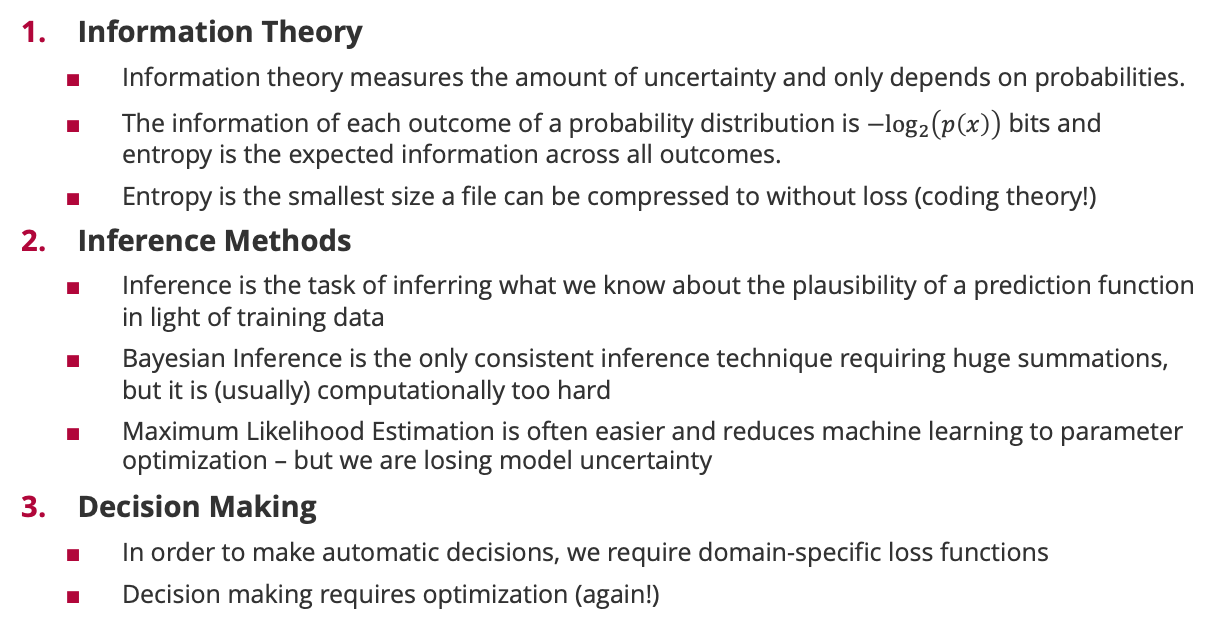 1. Information Theory
■ Information theory measures the amount of uncertainty and only depends on probabilities.
■ The information of each outcome of a probability distribution is −log₂(p(x)) bits and
entropy is the expected information across all outcomes.
■ Entropy is the smallest size a file can be compressed to without loss (coding theory!)
2. Inference Methods
■ Inference is the task of inferring what we know about the plausibility of a prediction function
in light of training data
■ Bayesian Inference is the only consistent inference technique requiring huge summations,
but it is (usually) computationally too hard
■ Maximum Likelihood Estimation is often easier and reduces machine learning to parameter
optimization – but we are losing model uncertainty
3. Decision Making
■ In order to make automatic decisions, we require domain-specific loss functions
■ Decision making requires optimization (again!)